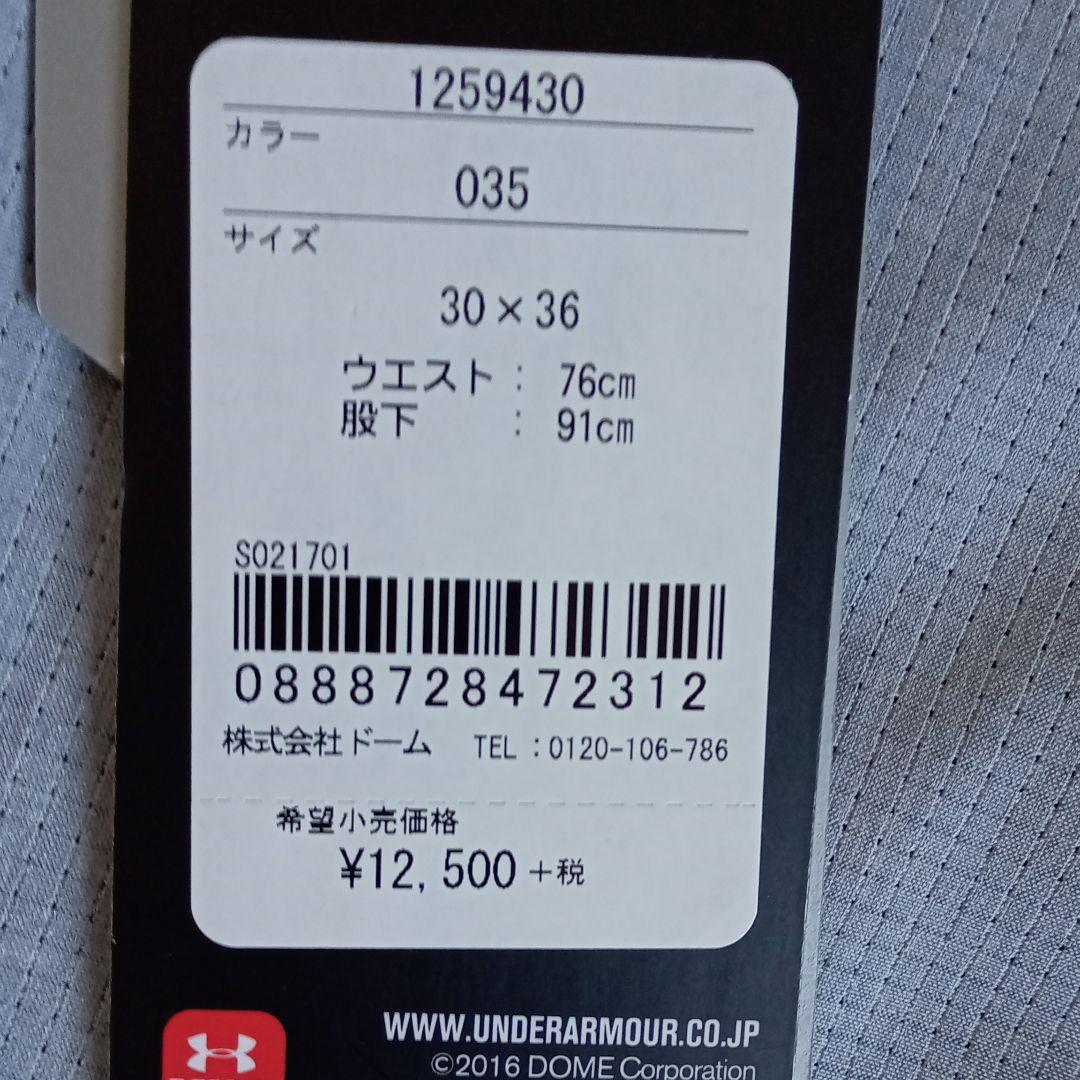 1259430
カラー
035
サイズ
30×36
ウエスト： 76cm
股下 ： 91cm
S021701
0888728472312
株式会社ドーム TEL：0120-106-786
希望小売価格
¥12,500+税
WWW.UNDERARMOUR.CO.JP
©2016 DOME Corporation